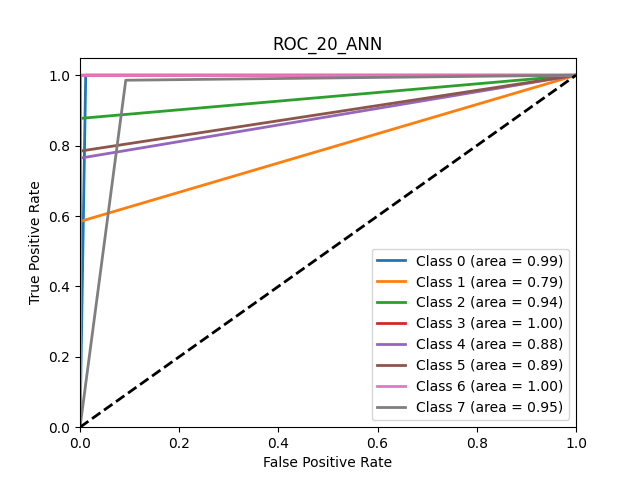 ROC_20_ANN
True Positive Rate
1.0
0.8
0.6
0.4
0.2
0.0
Class 0 (area = 0.99)
Class 1 (area = 0.79)
Class 2 (area = 0.94)
Class 3 (area = 1.00)
Class 4 (area = 0.88)
Class 5 (area = 0.89)
Class 6 (area = 1.00)
Class 7 (area = 0.95)
0.0 0.2 0.4 0.6 0.8 1.0
False Positive Rate